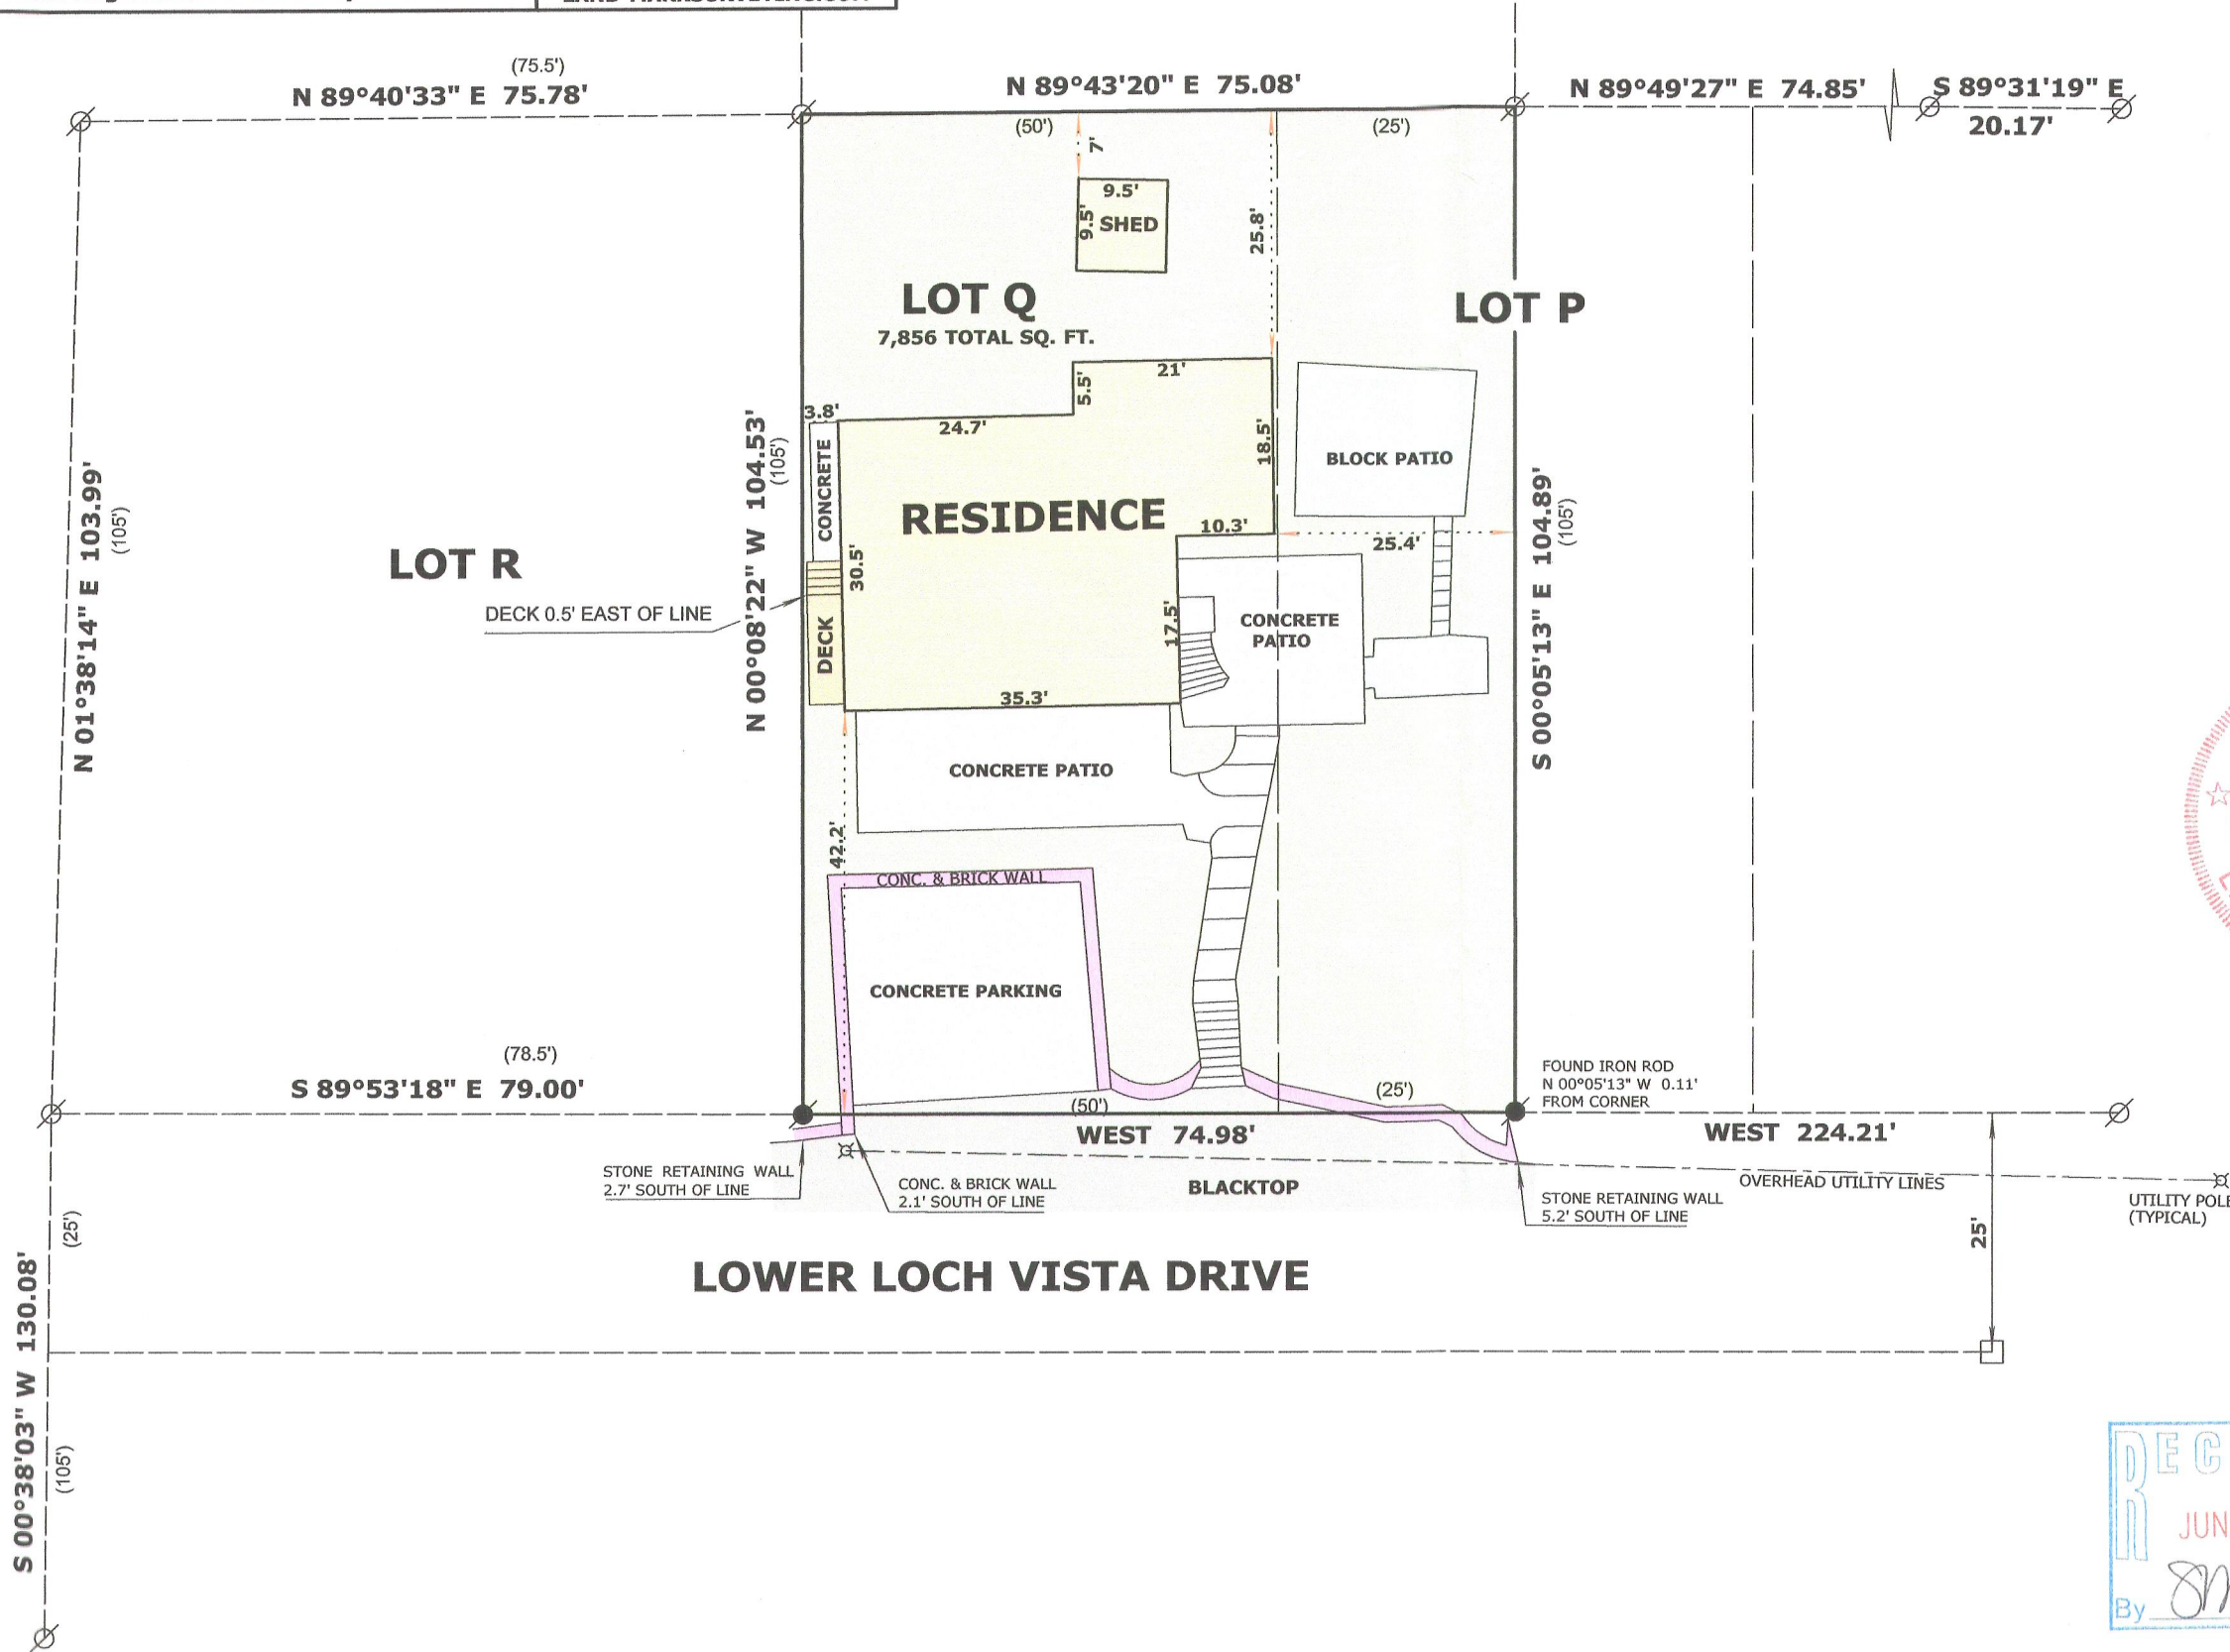 (75.5')
N 89°40'33" E 75.78'
N 89°43'20" E 75.08'
N 89°49'27" E 74.85'
S 89°31'19" E
20.17'
(50')
(25')
7'
9.5'
9.5'
SHED
25.8'
LOT Q
7,856 TOTAL SQ. FT.
LOT P
21'
5.5'
3.8'
24.7'
18.5'
CONCRETE
BLOCK PATIO
RESIDENCE
10.3'
25.4'
30.5'
N 00°08'22" W 104.53'
(105')
N 01°38'14" E 103.99'
(105')
S 00°05'13" E 104.89'
(105')
LOT R
DECK 0.5' EAST OF LINE
DECK
17.5'
CONCRETE
PATIO
35.3'
CONCRETE PATIO
42.2'
CONC. & BRICK WALL
CONCRETE PARKING
(78.5')
S 89°53'18" E 79.00'
(50')
(25')
WEST 74.98'
FOUND IRON ROD
N 00°05'13" W 0.11'
FROM CORNER
WEST 224.21'
STONE RETAINING WALL
2.7' SOUTH OF LINE
CONC. & BRICK WALL
2.1' SOUTH OF LINE
BLACKTOP
STONE RETAINING WALL
5.2' SOUTH OF LINE
OVERHEAD UTILITY LINES
UTILITY POLE
(TYPICAL)
(25')
25'
LOWER LOCH VISTA DRIVE
S 00°38'03" W 130.08'
(105')
REC
JUN
By